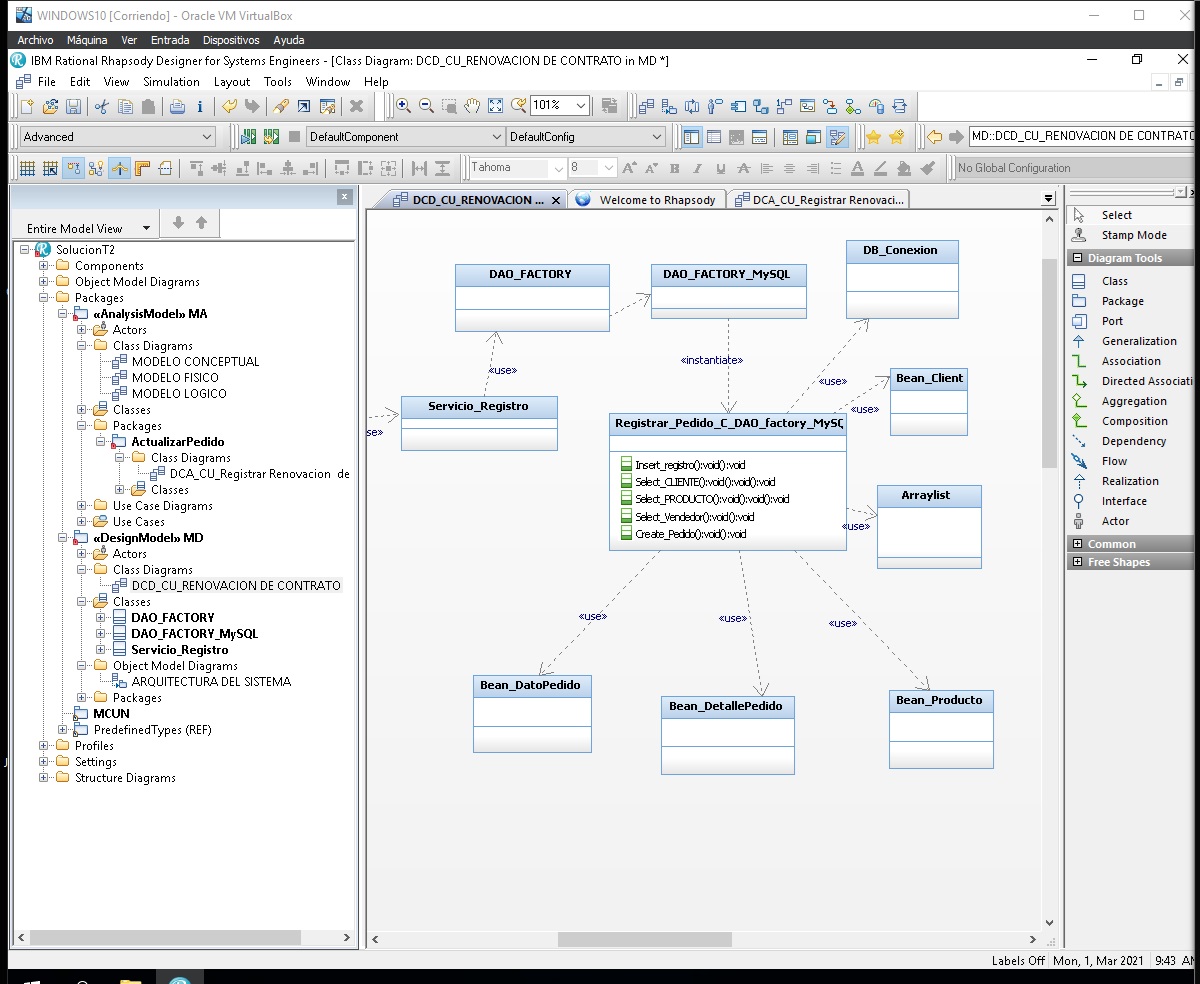 WINDOWS10 [Corriendo] - Oracle VM VirtualBox
Archivo Máquina Ver Entrada Dispositivos Ayuda
IBM Rational Rhapsody Designer for Systems Engineers - [Class Diagram: DCD_CU_RENOVACION DE CONTRATO in MD *]
File Edit View Simulation Layout Tools Window Help
101%
Advanced DefaultComponent DefaultConfig MD::DCD_CU_RENOVACION DE CONTRATO
Tahoma 8 No Global Configuration
Entire Model View
SolucionT2
Components
Object Model Diagrams
Packages
«AnalysisModel» MA
Actors
Class Diagrams
MODELO CONCEPTUAL
MODELO FISICO
MODELO LOGICO
Classes
Packages
ActualizarPedido
Class Diagrams
DCA_CU_Registrar Renovacion de
Classes
Use Case Diagrams
Use Cases
«DesignModel» MD
Actors
Class Diagrams
DCD_CU_RENOVACION DE CONTRATO
Classes
DAO_FACTORY
DAO_FACTORY_MySQL
Servicio_Registro
Object Model Diagrams
ARQUITECTURA DEL SISTEMA
Packages
MCUN
PredefinedTypes (REF)
Profiles
Settings
Structure Diagrams
DCD_CU_RENOVACION ... Welcome to Rhapsody DCA_CU_Registrar Renovaci...
DB_Conexion
DAO_FACTORY
DAO_FACTORY_MySQL
«instantiate»
«use»
«use»
Bean_Client
«use»
Servicio_Registro
se»
Registrar_Pedido_C_DAO_factory_MySQ
Insert_registro():void():void
Select_CLIENTE():void():void():void
Select_PRODUCTO():void():void():void
Select_Vendedor():void():void
Create_Pedido():void():void
Arraylist
«use»
«use»
«use»
«use»
Bean_DatoPedido
Bean_DetallePedido
Bean_Producto
Select
Stamp Mode
Diagram Tools
Class
Package
Port
Generalization
Association
Directed Associati
Aggregation
Composition
Dependency
Flow
Realization
Interface
Actor
Common
Free Shapes
Labels Off Mon, 1, Mar 2021 9:43 AM